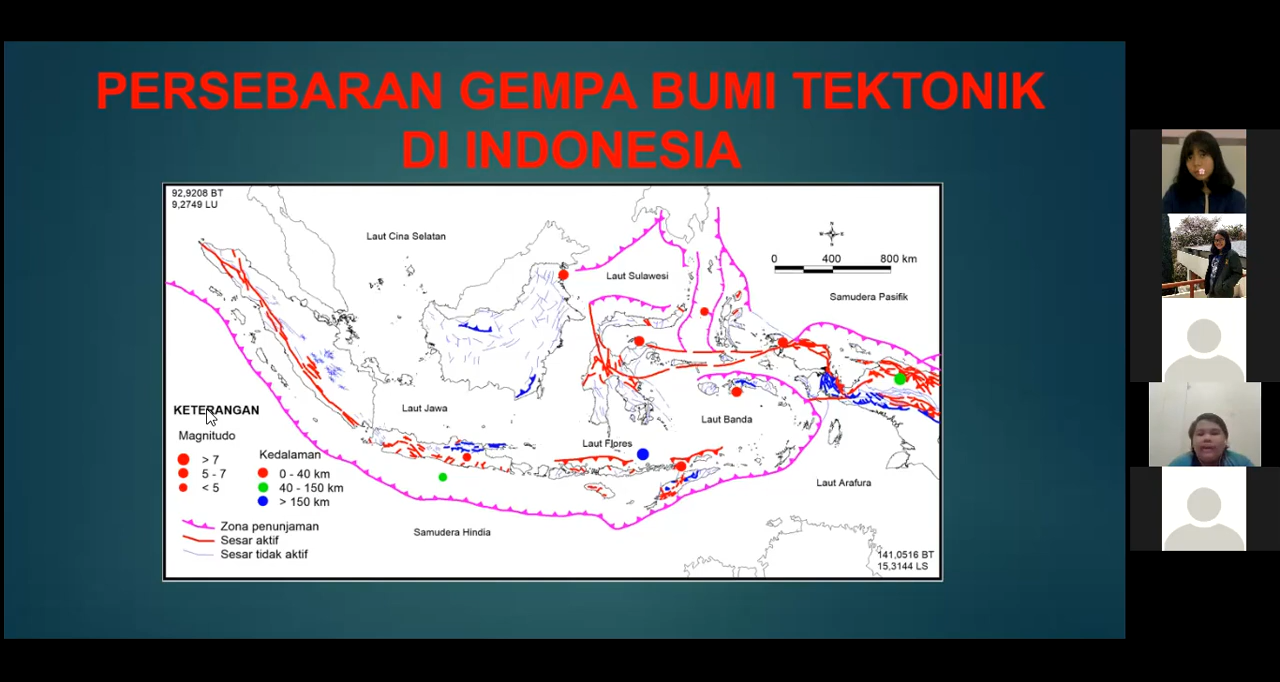 PERSEBARAN GEMPA BUMI TEKTONIK
DI INDONESIA
92,9208 BT
9,2749 LU
Laut Cina Selatan
Laut Sulawesi
0 400 800 km
Samudera Pasifik
Laut Jawa
Laut Banda
Laut Flores
Laut Arafura
Samudera Hindia
KETERANGAN
Magnitudo
> 7
5 - 7
< 5
Kedalaman
0 - 40 km
40 - 150 km
> 150 km
Zona penunjaman
Sesar aktif
Sesar tidak aktif
141,0516 BT
15,3144 LS